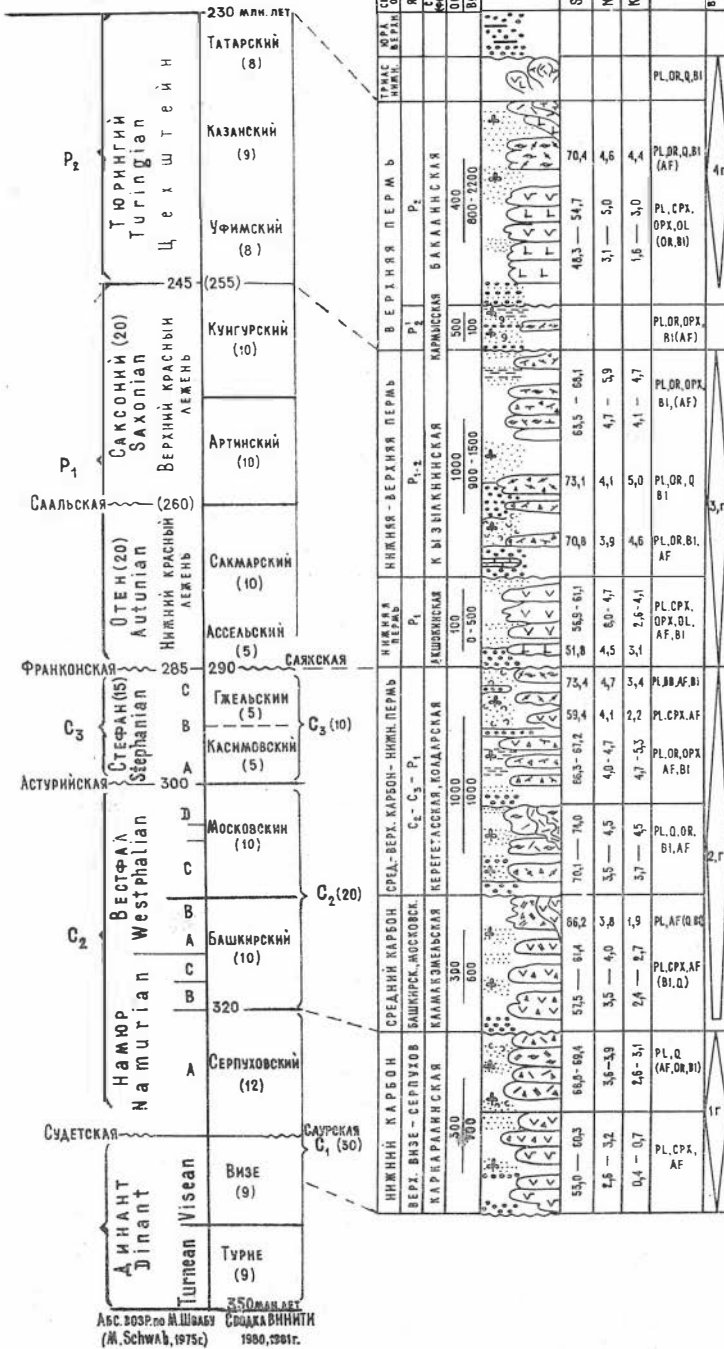 230 МЛН. ЛЕТ
P₂
ТЮРИНГИЙ
Turingian
Цехштейн
ТАТАРСКИЙ
(8)
КАЗАНСКИЙ
(9)
УФИМСКИЙ
(8)
245 (255)
P₁
САКСОНИЙ (20)
Saxonian
ВЕРХНИЙ КРАСНЫЙ
ЛЕЖЕНЬ
КУНГУРСКИЙ
(10)
АРТИНСКИЙ
(10)
СААЛЬСКАЯ (260)
ОТЕН (20)
Autunian
НИЖНИЙ КРАСНЫЙ
ЛЕЖЕНЬ
САКМАРСКИЙ
(10)
АССЕЛЬСКИЙ
(5)
ФРАНКОНСКАЯ 285 290 САЯКСКАЯ
C₃
СТЕФАН (15)
Stephanian
C
B
A
ГЖЕЛЬСКИЙ
(5)
КАСИМОВСКИЙ
(5)
C₃ (10)
АСТУРИЙСКАЯ 300
C₂
ВЕСТФАЛ
Westphalian
D
C
B
A
МОСКОВСКИЙ
(10)
БАШКИРСКИЙ
(10)
C₂ (20)
НАМЮР
Namurian
C
B
A
320
СЕРПУХОВСКИЙ
(12)
СУДЕТСКАЯ САУРСКАЯ
C₁ (30)
ДИНАНТ
Dinant
Visean
Turnean
ВИЗЕ
(9)
ТУРНЕ
(9)
350 МЛН ЛЕТ
АБС. ВОЗР. по М. ШВАБУ СВОДКА ВИНИТИ
(M. Schwab, 1975г.) 1980, 1981г.
ЮРА
ВЕРХН
ТРИАС
НИЖН.
PL, OR, Q, BI
ВЕРХНЯЯ ПЕРМЬ
P₂
БАКАЛИНСКАЯ
400
800-2200
70,4 4,6 4,4
PL, OR, Q, BI
(AF)
48,3 — 54,7
3,1 — 5,0
1,6 — 3,0
PL, CPX,
OPX, OL
(OR, BI)
4г
P₂¹
КАРМЫССКАЯ
500
100
PL, OR, OPX,
BI (AF)
НИЖНЯЯ-ВЕРХНЯЯ ПЕРМЬ
P₁₋₂
КЫЗЫЛКИНСКАЯ
1000
900-1500
63,5 — 68,1
4,7 — 5,9
4,1 — 4,7
PL, OR, OPX,
BI, (AF)
73,1 4,1 5,0
PL, OR, Q
BI
70,8 3,9 4,6
PL, OR, BI,
AF
3,г
НИЖНЯЯ
ПЕРМЬ
P₁
АКШОКИНСКАЯ
100
0-500
56,9-61,1
6,0-4,7
2,6-4,1
PL, CPX,
OPX, OL,
AF, BI
51,8 4,5 3,1
СРЕД.-ВЕРХ. КАРБОН-НИЖН. ПЕРМЬ
C₂ - C₃ - P₁
КЕРЕГЕТАССКАЯ, КОЛДАРСКАЯ
1000
1000
73,4 4,7 3,4
59,4 4,1 2,2
PL, CPX, AF
66,3-67,2
4,0-4,7
4,7-5,3
PL, OR, OPX
AF, BI
70,1 — 74,0
3,5 — 4,5
3,7 — 4,5
PL, Q, OR,
BI, AF
2,г
СРЕДНИЙ КАРБОН
БАШКИРСК., МОСКОВСК.
КАЛМАКЭМЕЛЬСКАЯ
300
600
66,2 3,8 1,9
57,5 — 61,4
3,5 — 4,0
2,4 — 2,7
PL, CPX, AF
(BI, Q)
НИЖНИЙ КАРБОН
ВЕРХ. ВИЗЕ-СЕРПУХОВ
КАРКАРАЛИНСКАЯ
500
700
68,8-69,4
3,6-3,9
2,6-3,1
PL, Q
(AF, OR, BI)
53,0 — 60,3
2,6 — 3,2
0,4 — 0,7
PL, CPX,
AF
1г